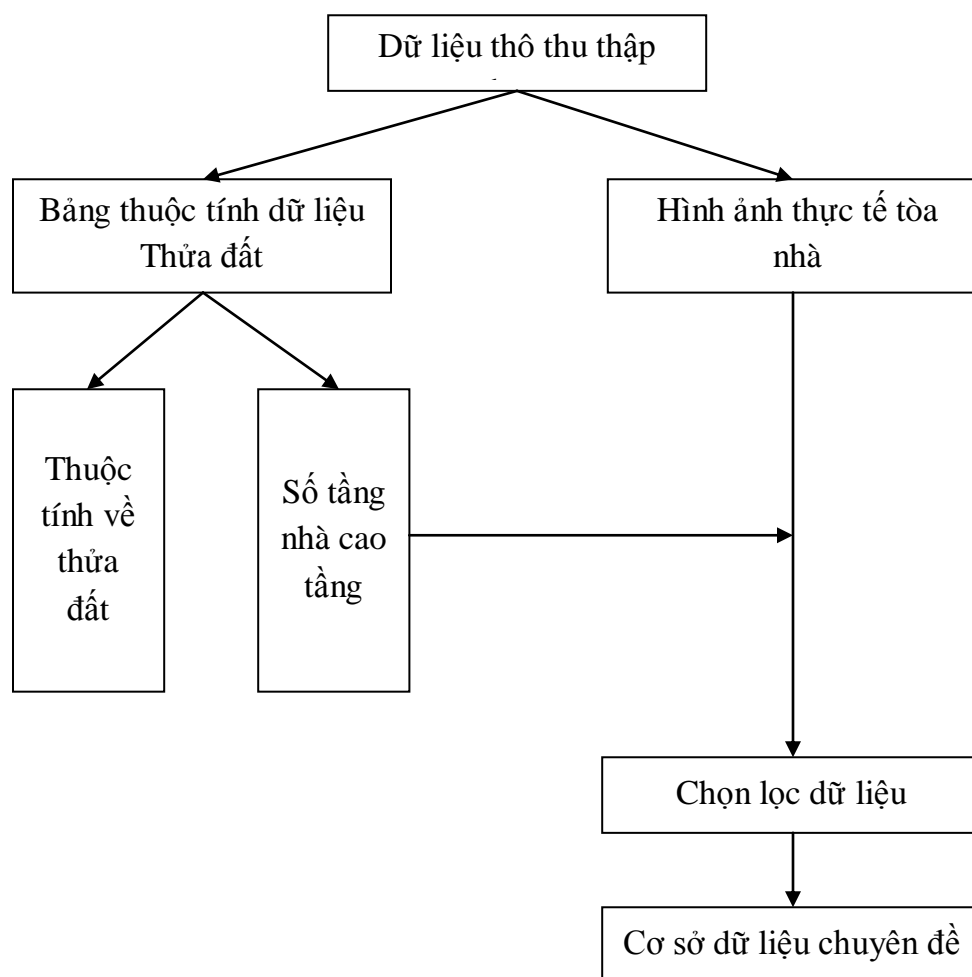 Dữ liệu thô thu thập
Bảng thuộc tính dữ liệu
Thửa đất
Hình ảnh thực tế tòa
nhà
Thuộc
tính về
thửa
đất
Số tầng
nhà cao
tầng
Chọn lọc dữ liệu
Cơ sở dữ liệu chuyên đề